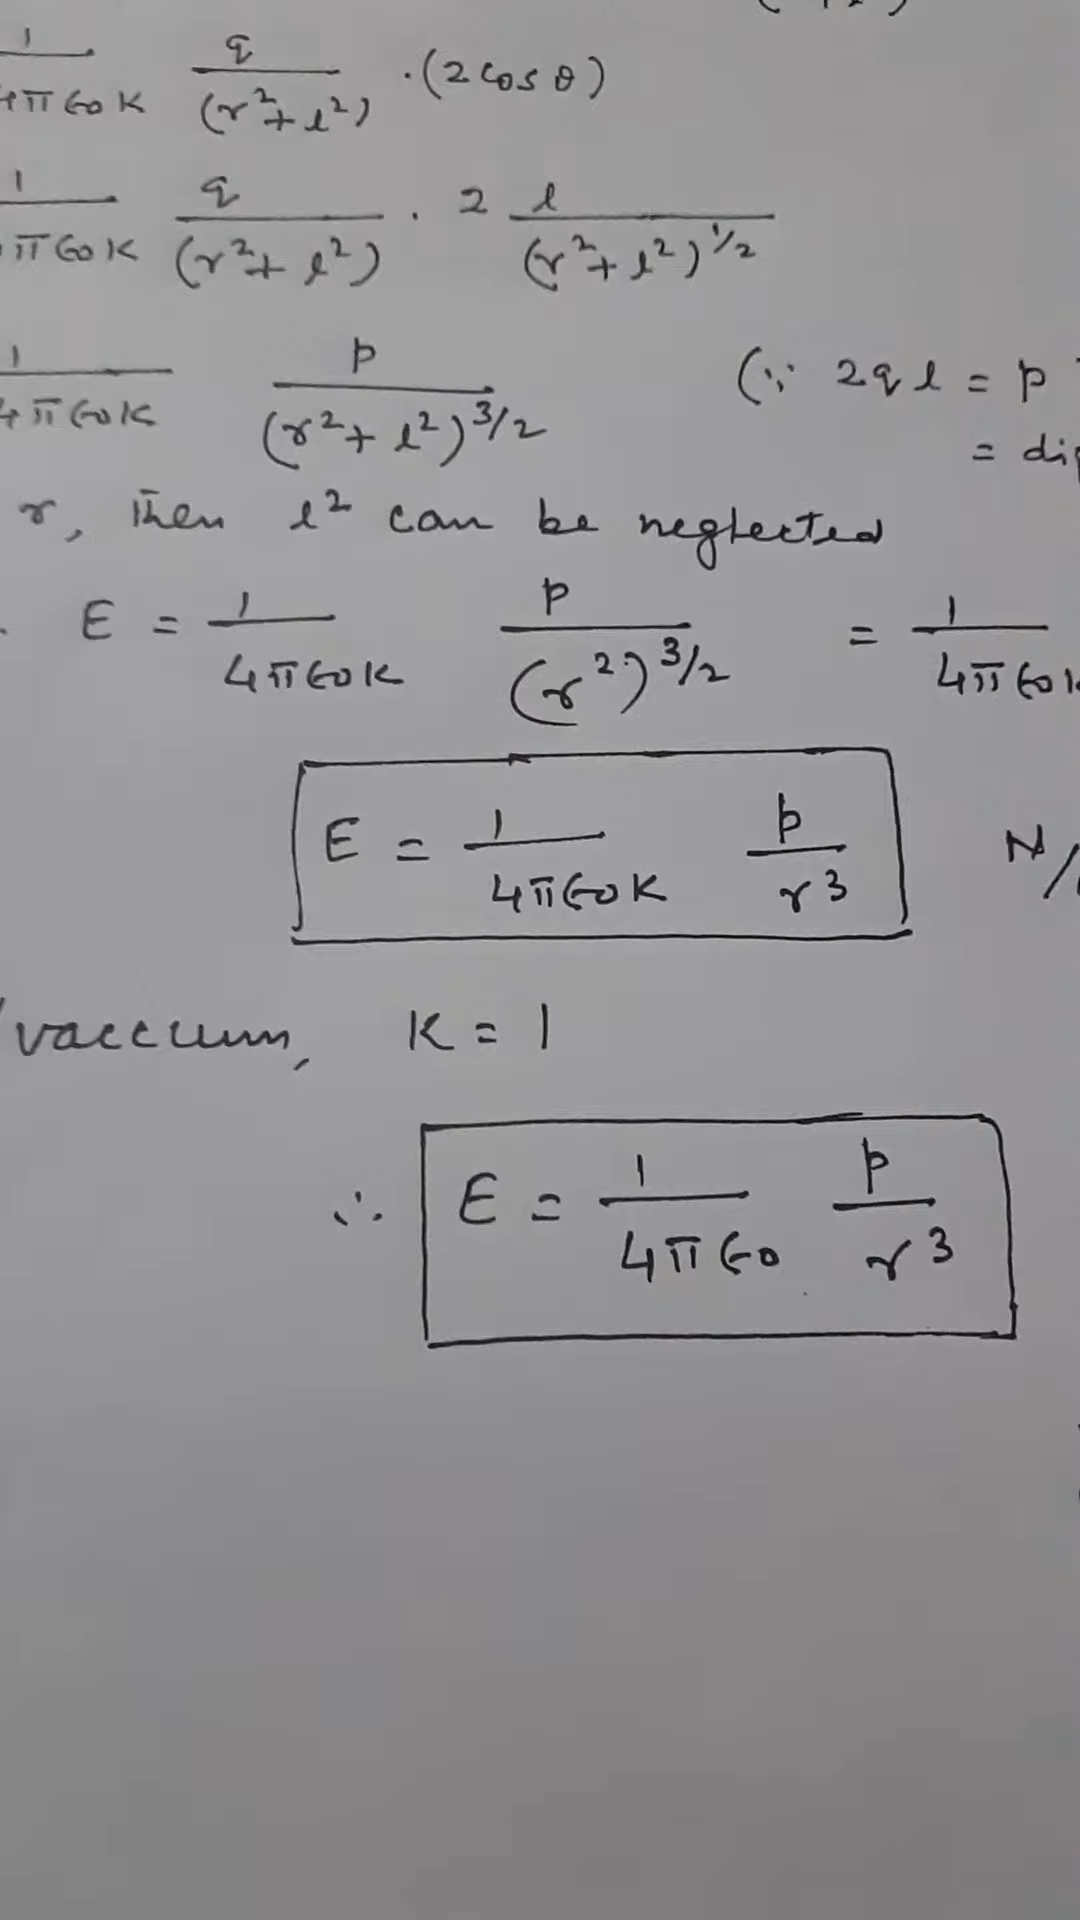 1/4πϵ0K q/(r²+l²) .(2cosθ)
1/πϵ0K q/(r²+l²) . 2 l/(r²+l²)^1/2
1/4πϵ0K p/(r²+l²)^3/2 (∵ 2ql = p
= dip
r, then l² can be neglected
E = 1/4πϵ0K p/(r²)^3/2 = 1/4πϵ0K
E = 1/4πϵ0K p/r³ N/
/vaccum, K = 1
∴ E = 1/4πϵ0 p/r³